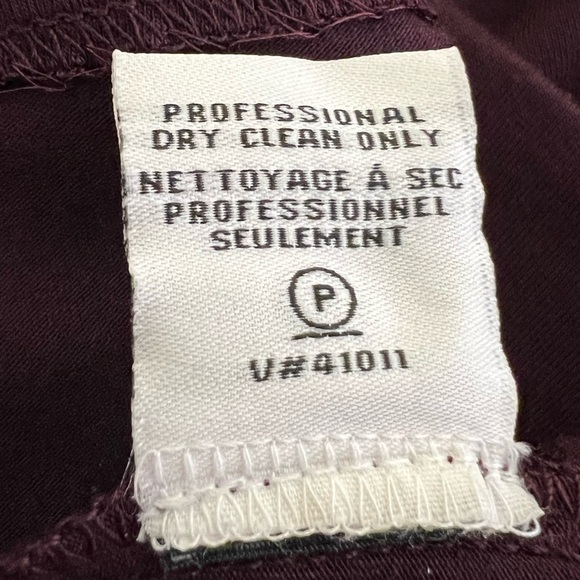 PROFESSIONAL
DRY CLEAN ONLY
NETTOYAGE Á SEC
PROFESSIONNEL
SEULEMENT
P
V#41011